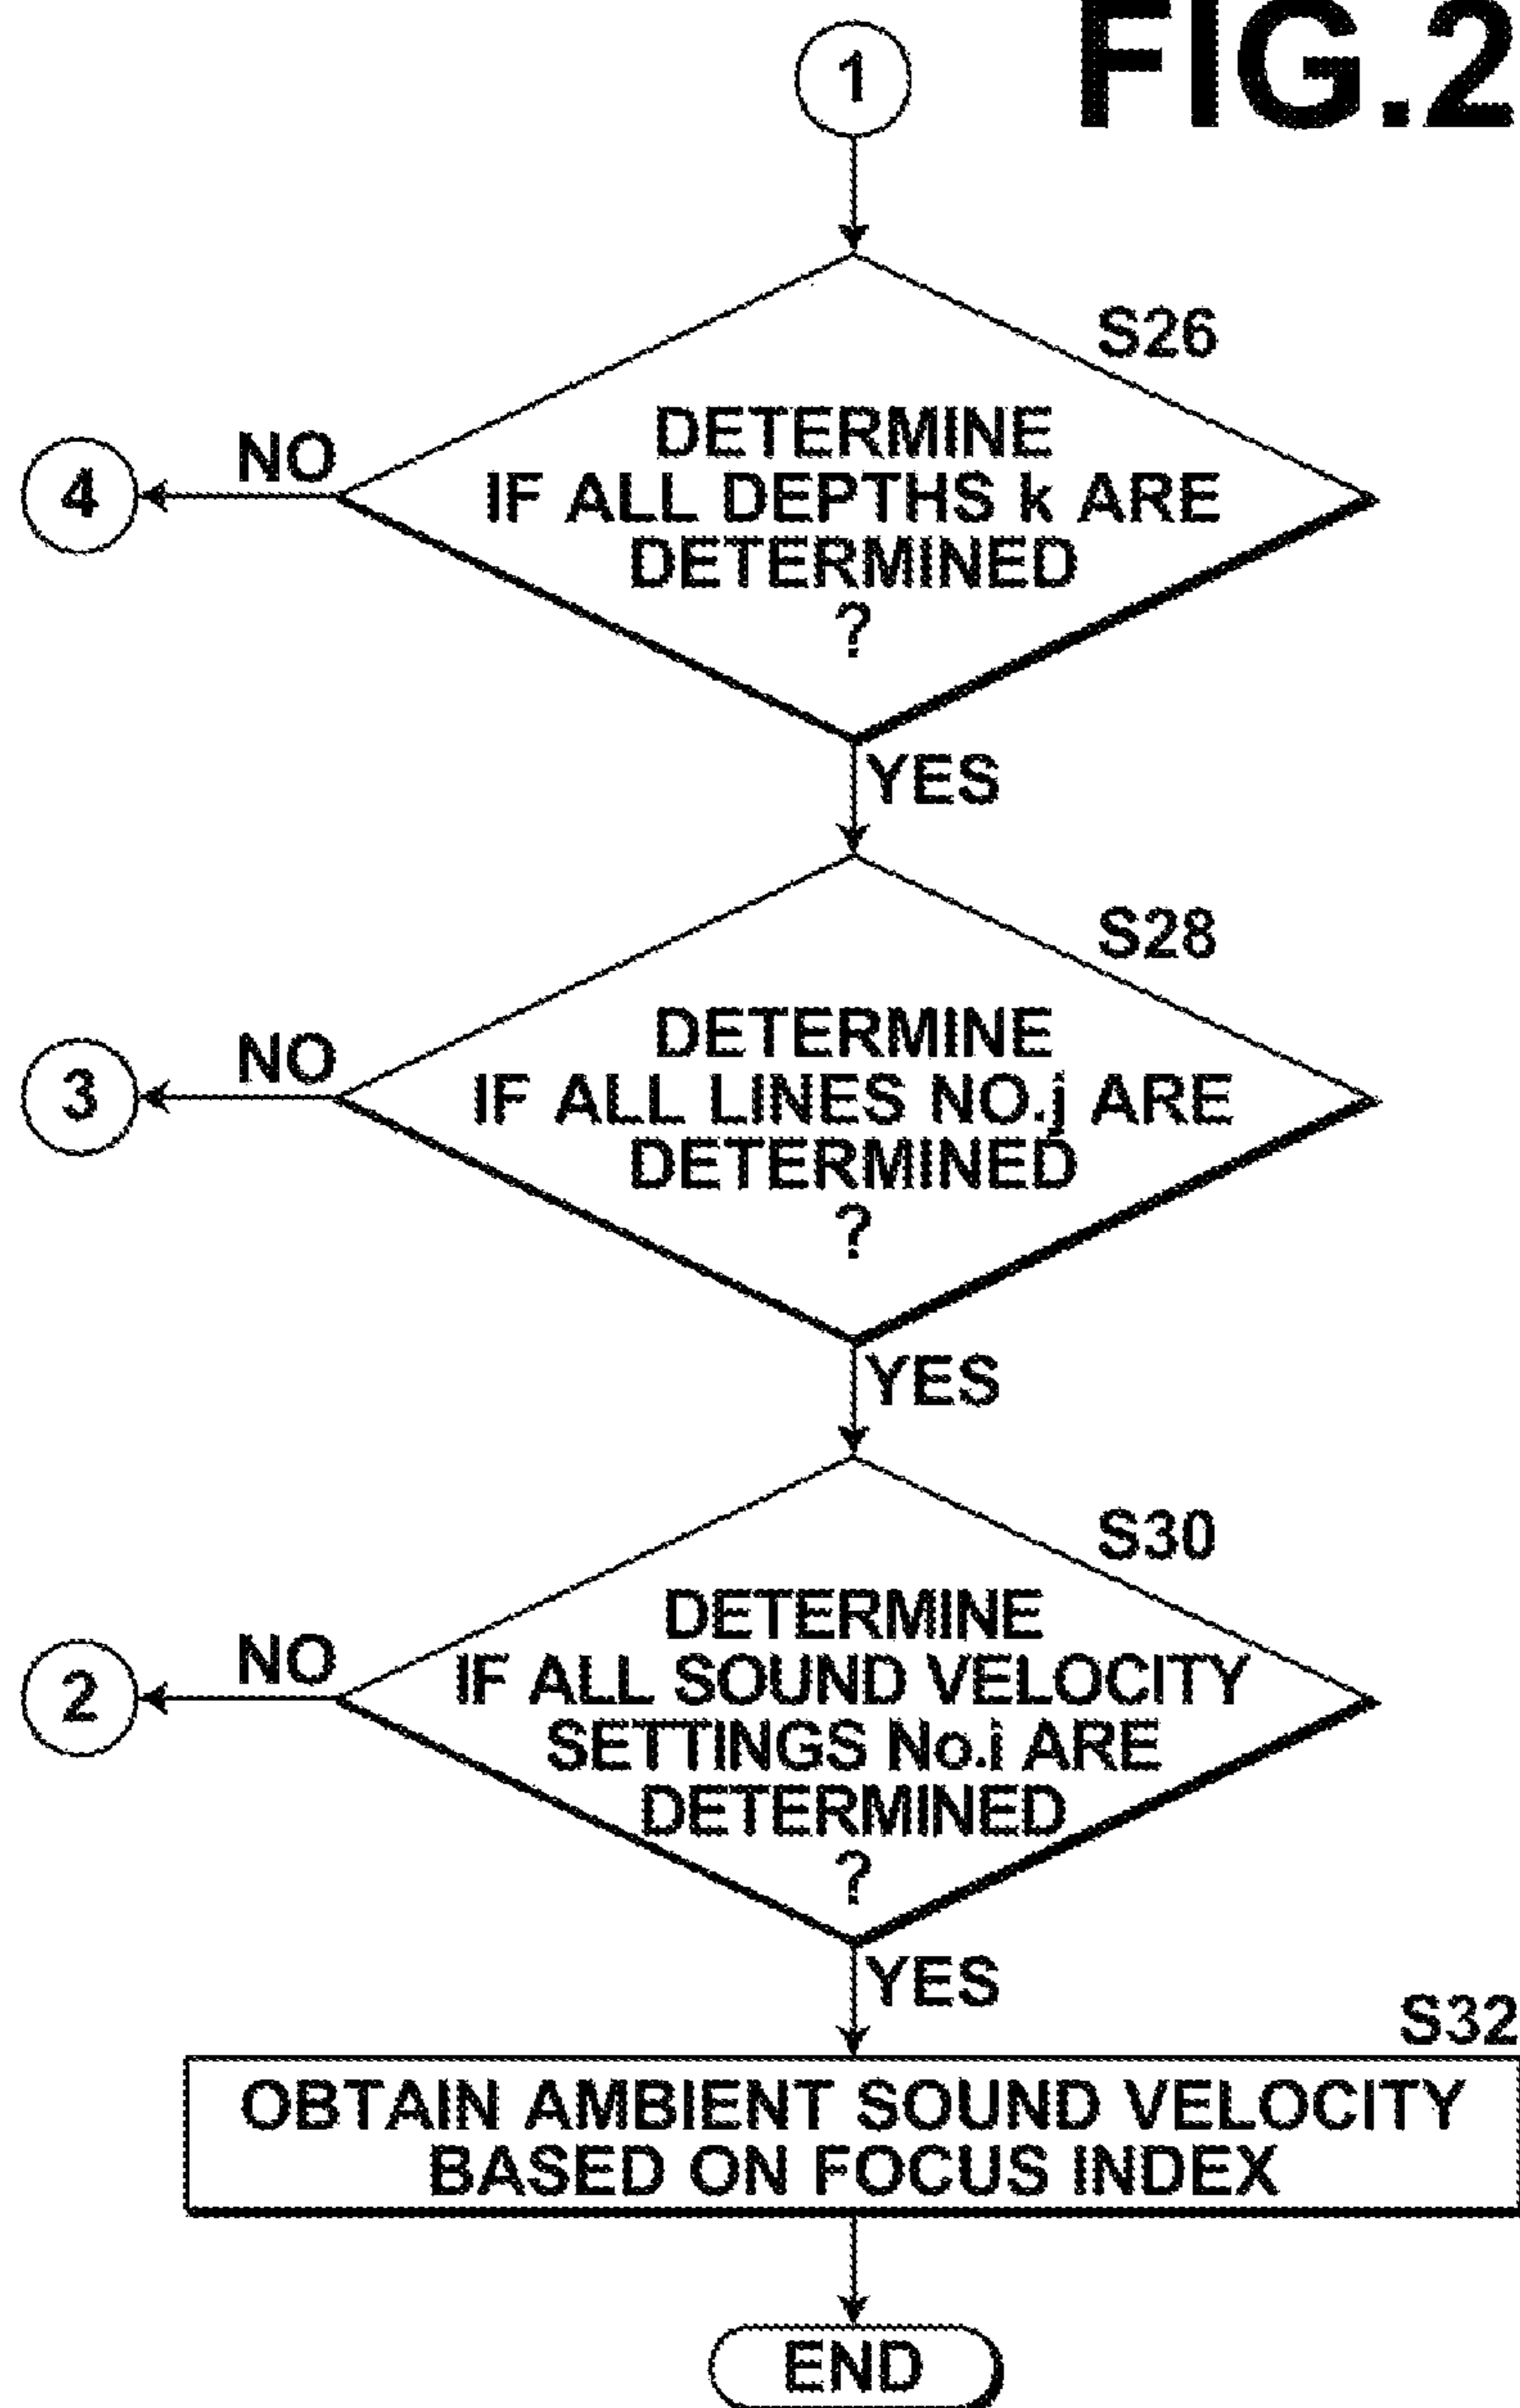 FIG.2
1
S26
DETERMINE
IF ALL DEPTHS k ARE
DETERMINED
?
NO
4
YES
S28
DETERMINE
IF ALL LINES NO.j ARE
DETERMINED
?
NO
3
YES
S30
DETERMINE
IF ALL SOUND VELOCITY
SETTINGS No.i ARE
DETERMINED
?
NO
2
YES
S32
OBTAIN AMBIENT SOUND VELOCITY
BASED ON FOCUS INDEX
END